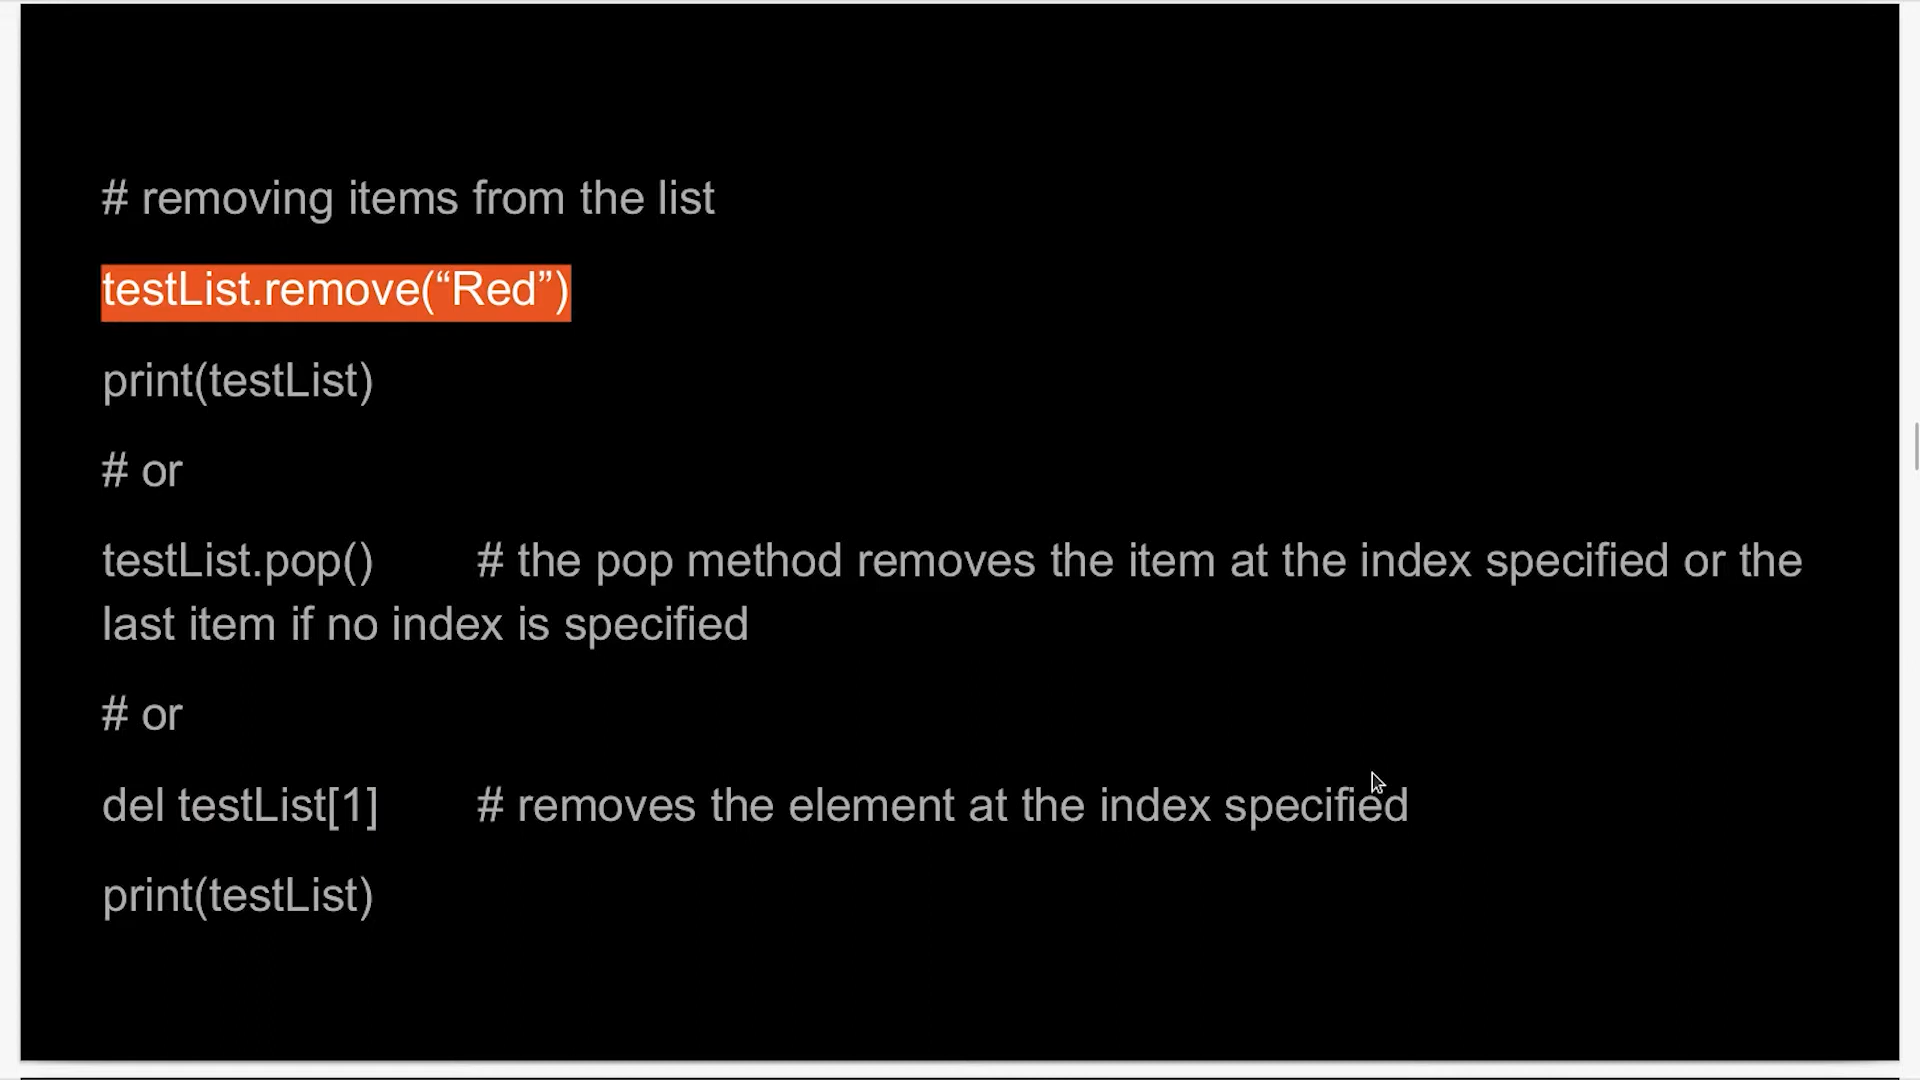 # removing items from the list
testList.remove(“Red”)
print(testList)
# or
testList.pop() # the pop method removes the item at the index specified or the
last item if no index is specified
# or
del testList[1] # removes the element at the index specified
print(testList)